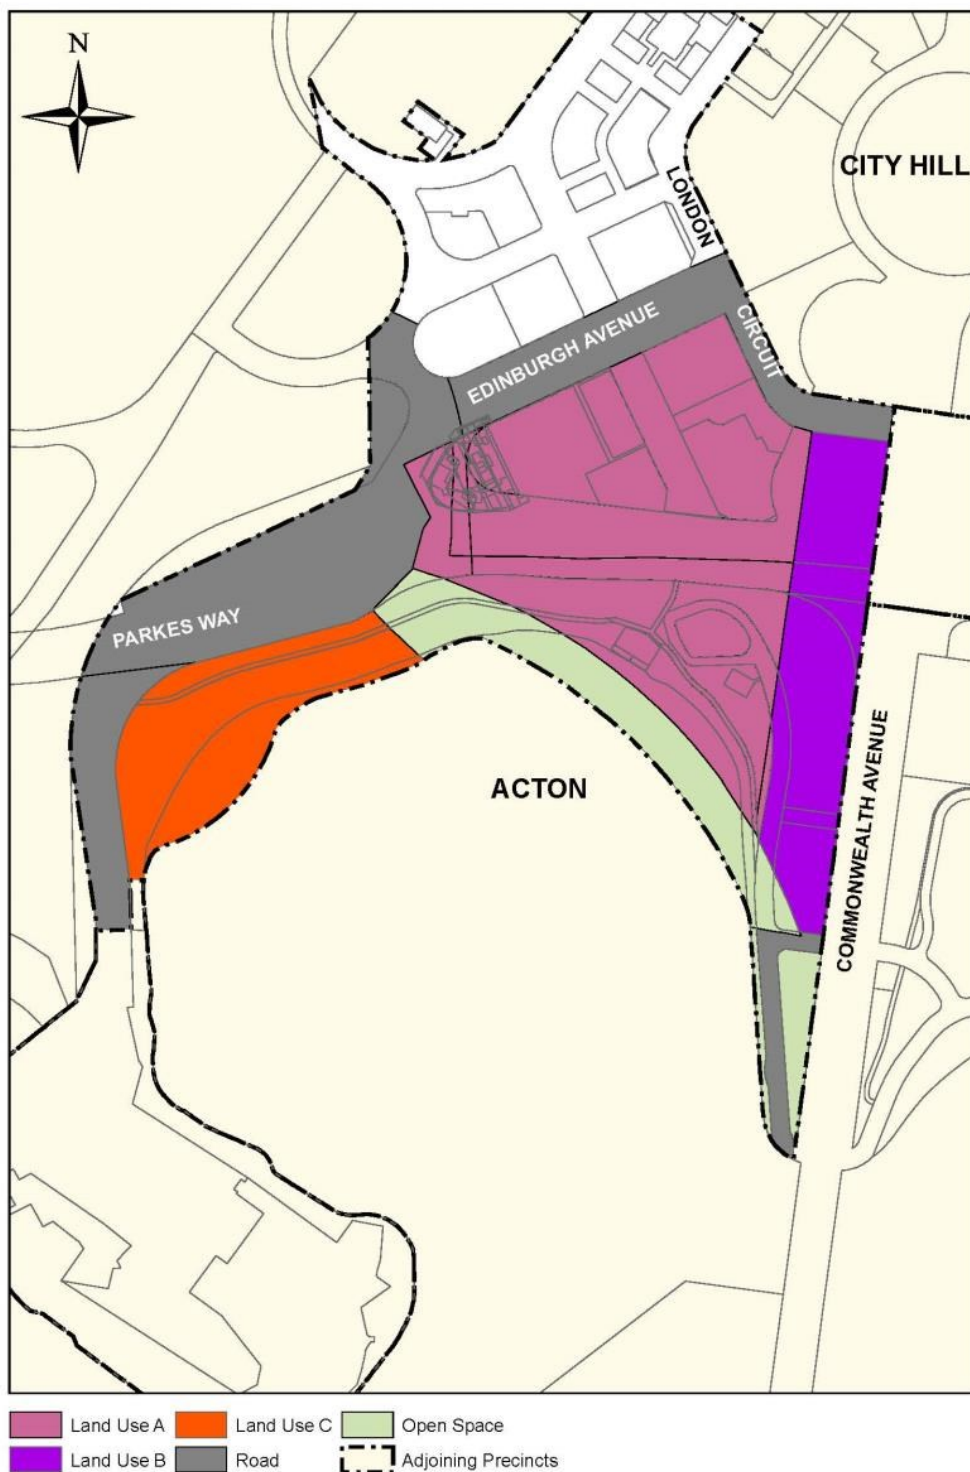 N
CITY HILL
LONDON
CIRCUIT
EDINBURGH AVENUE
PARKES WAY
ACTON
COMMONWEALTH AVENUE
Land Use A
Land Use C
Open Space
Land Use B
Road
Adjoining Precincts